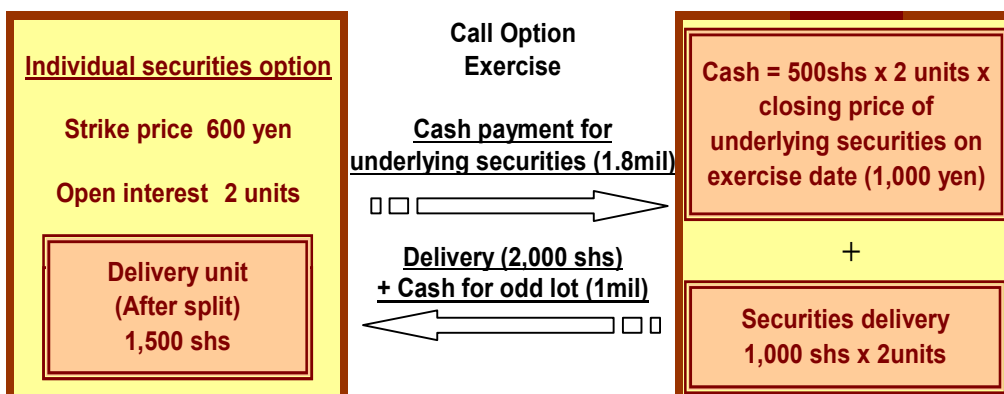 Individual securities option
Strike price 600 yen
Open interest 2 units
Delivery unit
(After split)
1,500 shs
Call Option
Exercise
Cash payment for
underlying securities (1.8mil)
Delivery (2,000 shs)
+ Cash for odd lot (1mil)
Cash = 500shs x 2 units x
closing price of
underlying securities on
exercise date (1,000 yen)
+
Securities delivery
1,000 shs x 2units